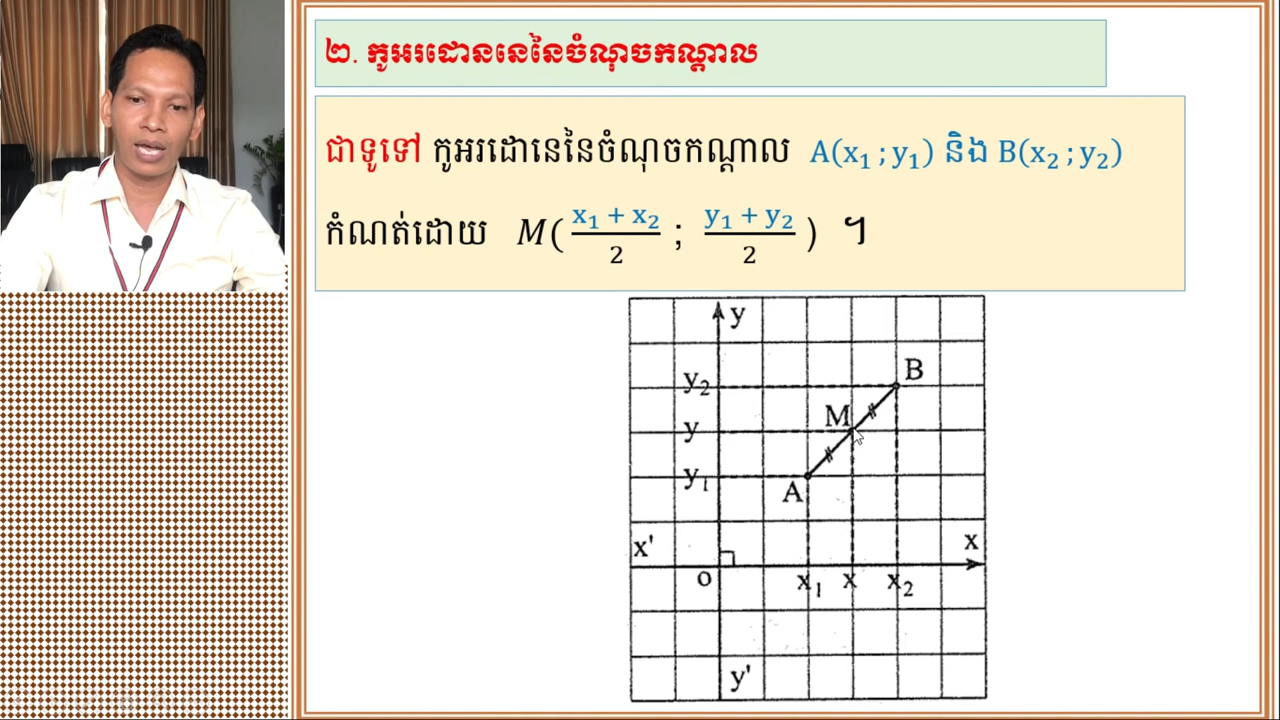 ២. កូអរដោននេនៃចំណុចកណ្ដាល
ជាទូទៅ កូអរដោនេនៃចំណុចកណ្ដាល A(x₁ ; y₁) និង B(x₂ ; y₂)
កំណត់ដោយ M( (x₁ + x₂)/2 ; (y₁ + y₂)/2 ) ។
y
y₂ B
y M
y₁ A
x' x
o x₁ x x₂
y'